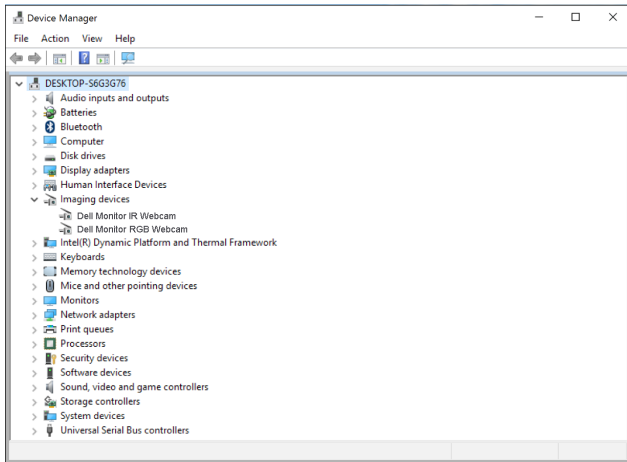 Device Manager
File Action View Help
DESKTOP-S6G3G76
Audio inputs and outputs
Batteries
Bluetooth
Computer
Disk drives
Display adapters
Human Interface Devices
Imaging devices
Dell Monitor IR Webcam
Dell Monitor RGB Webcam
Intel(R) Dynamic Platform and Thermal Framework
Keyboards
Memory technology devices
Mice and other pointing devices
Monitors
Network adapters
Print queues
Processors
Security devices
Software devices
Sound, video and game controllers
Storage controllers
System devices
Universal Serial Bus controllers